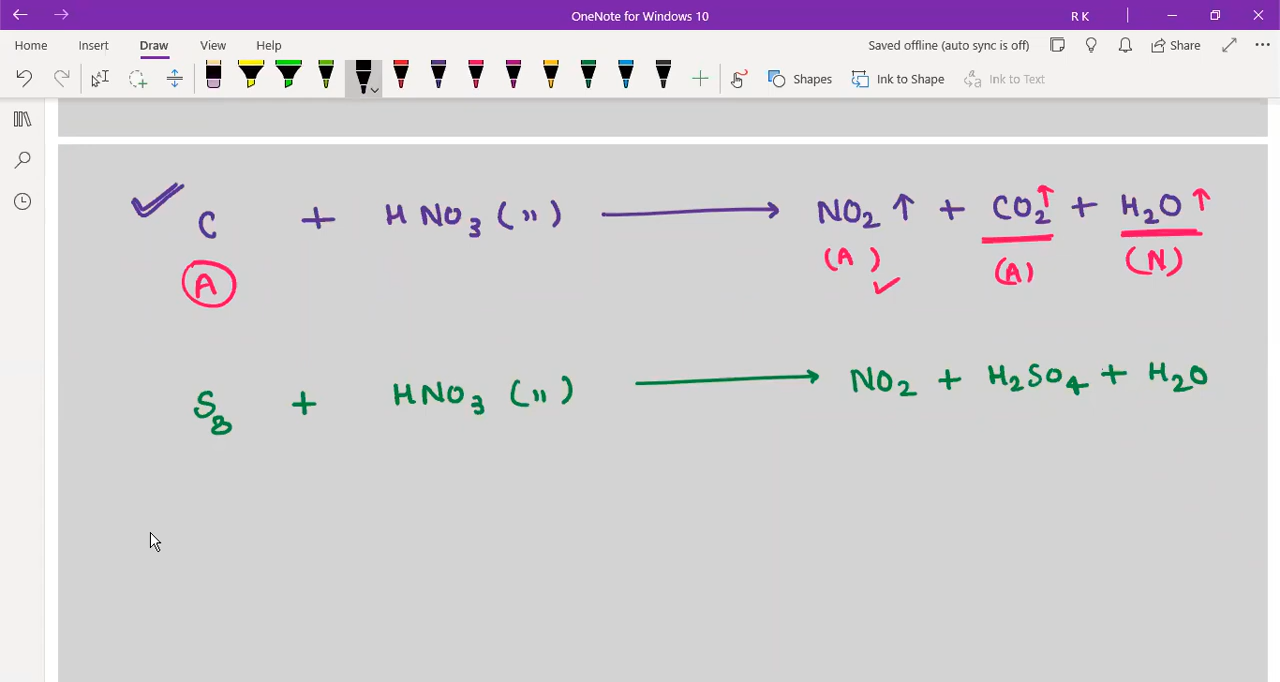 OneNote for Windows 10
R K
Home Insert Draw View Help
Saved offline (auto sync is off)
Share
Shapes
Ink to Shape
Ink to Text
C + HNO3 (") → NO2 ↑ + CO2 ↑ + H2O ↑
A (A) ✓ (A) (N)
S8 + HNO3 (") → NO2 + H2SO4 + H2O